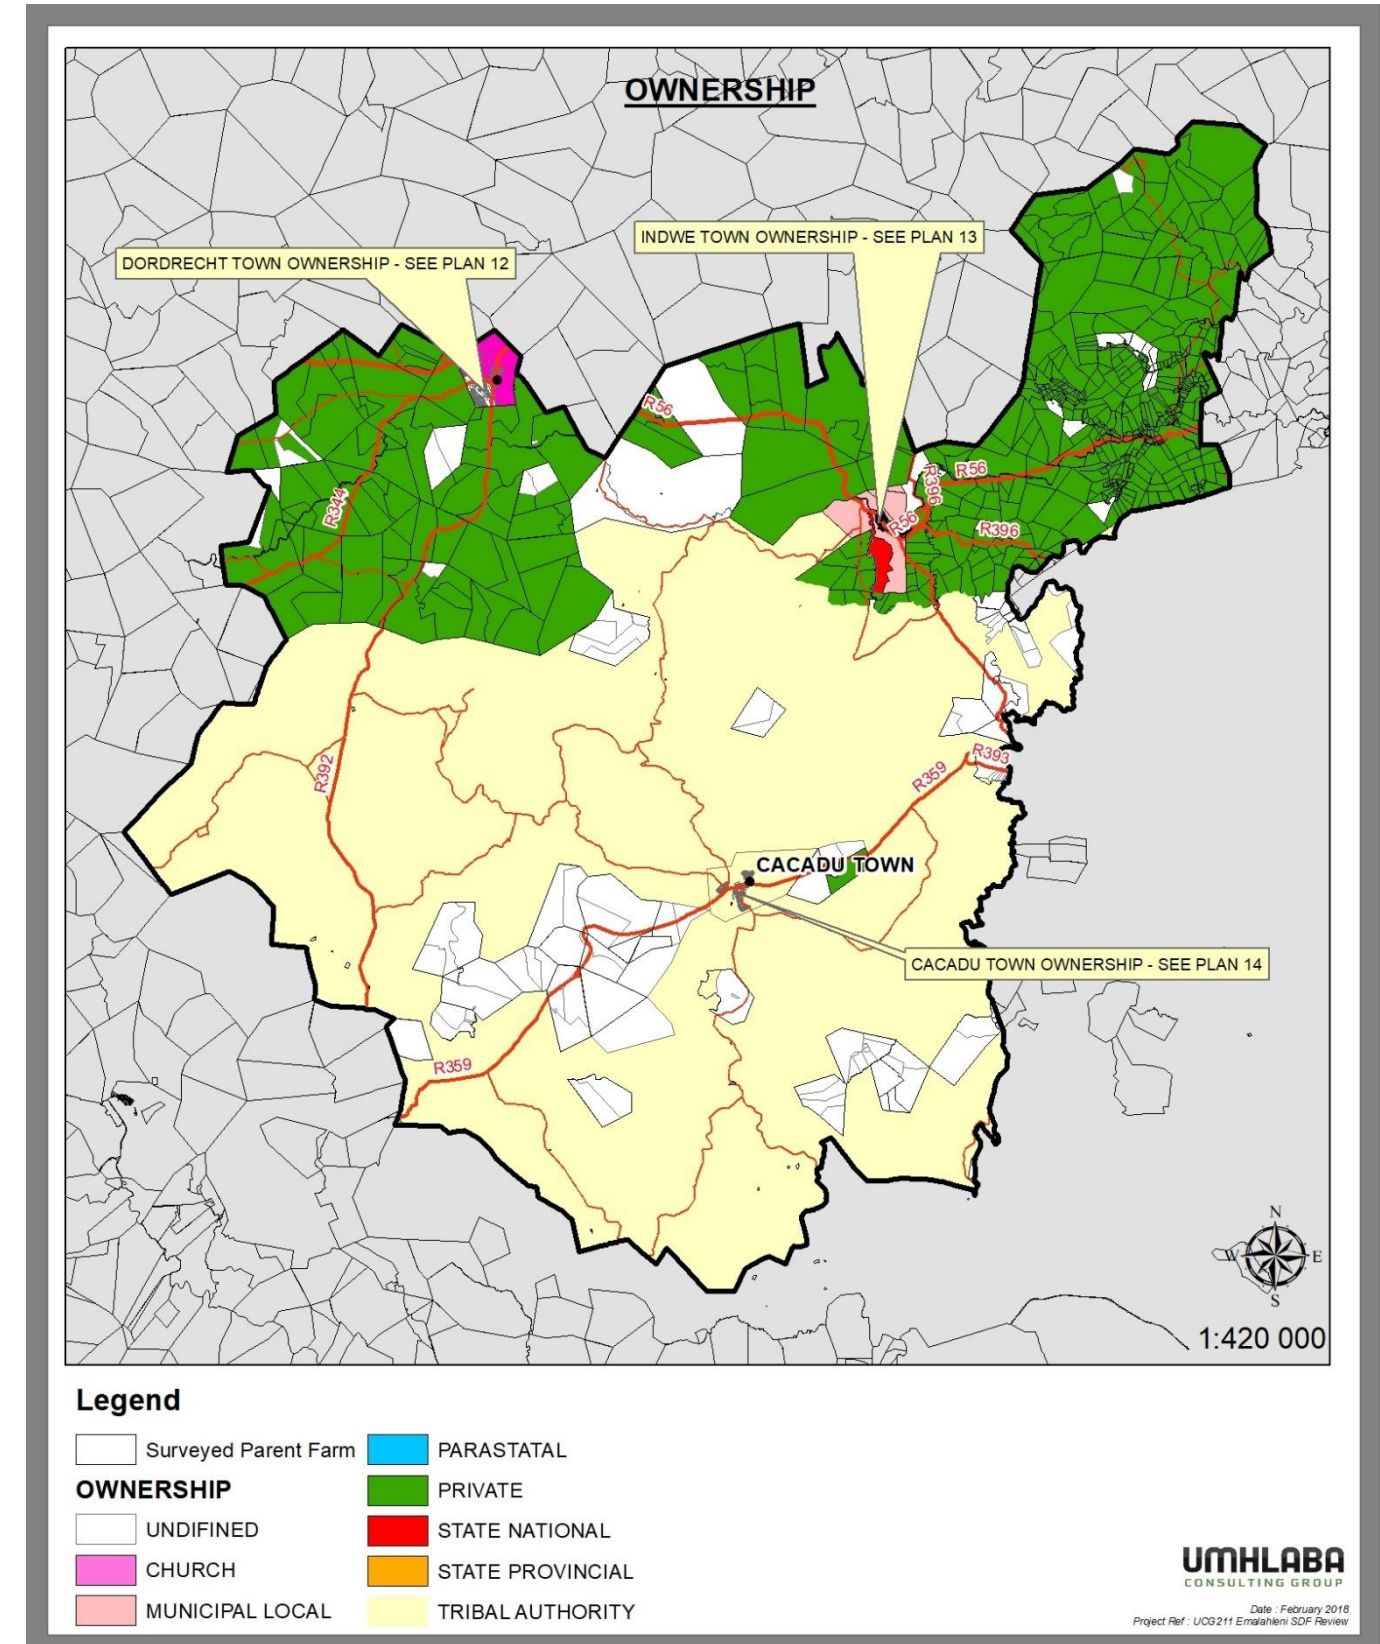 OWNERSHIP
INDWE TOWN OWNERSHIP - SEE PLAN 13
DORDRECHT TOWN OWNERSHIP - SEE PLAN 12
R56
R56
R396
R344
R56
R396
R393
R359
R392
CACADU TOWN
CACADU TOWN OWNERSHIP - SEE PLAN 14
R359
N
W E
S
1:420 000
Legend
Surveyed Parent Farm
OWNERSHIP
UNDIFINED
CHURCH
MUNICIPAL LOCAL
PARASTATAL
PRIVATE
STATE NATIONAL
STATE PROVINCIAL
TRIBAL AUTHORITY
UMHLABA
CONSULTING GROUP
Date : February 2018
Project Ref : UCG211 Emalahleni SDF Review